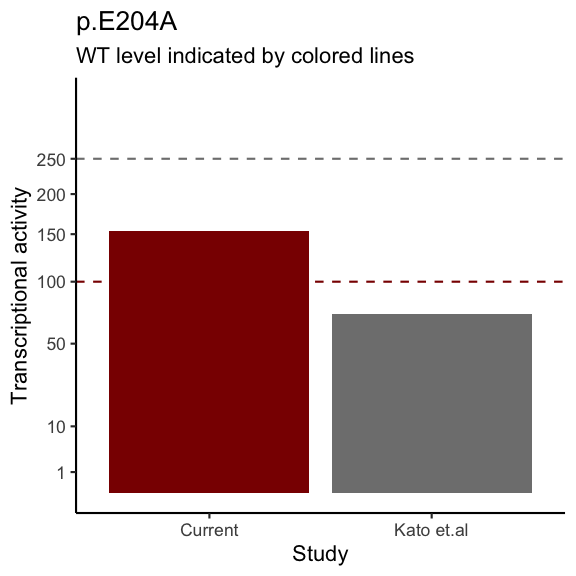 p.E204A
WT level indicated by colored lines
Transcriptional activity
250
200
150
100
50
10
1
Current
Kato et.al
Study